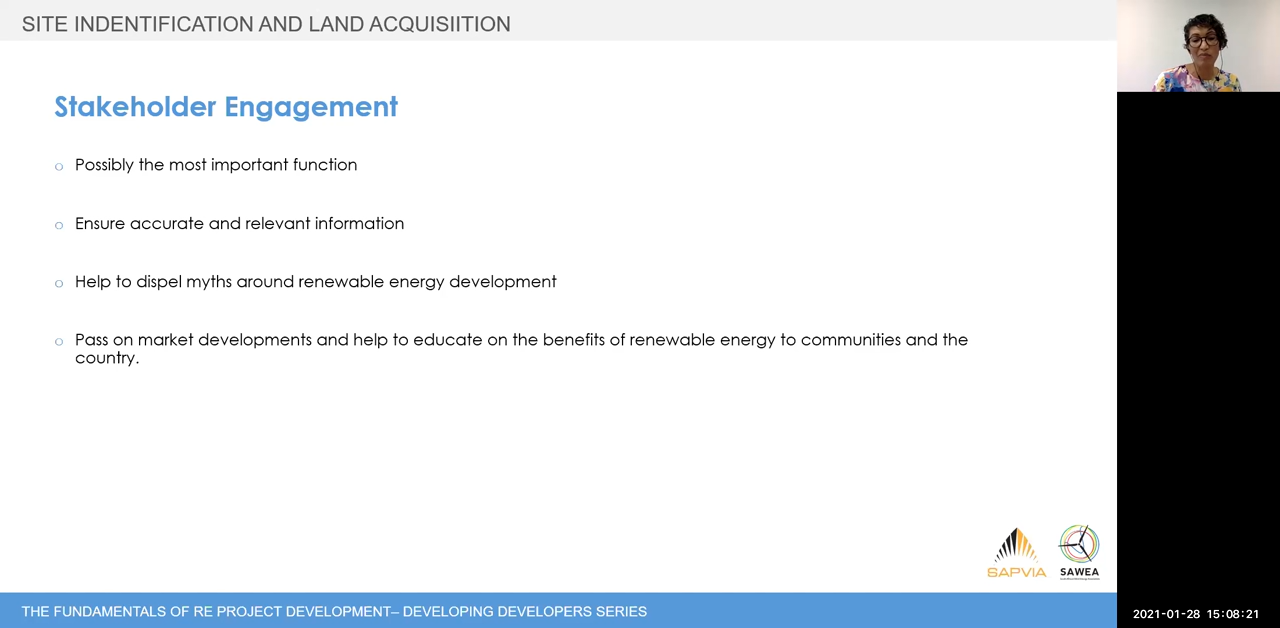 SITE INDENTIFICATION AND LAND ACQUISIITION
Stakeholder Engagement
o Possibly the most important function
o Ensure accurate and relevant information
o Help to dispel myths around renewable energy development
o Pass on market developments and help to educate on the benefits of renewable energy to communities and the
country.
SAPVIA
SAWEA
THE FUNDAMENTALS OF RE PROJECT DEVELOPMENT– DEVELOPING DEVELOPERS SERIES
2021-01-28 15:08:21